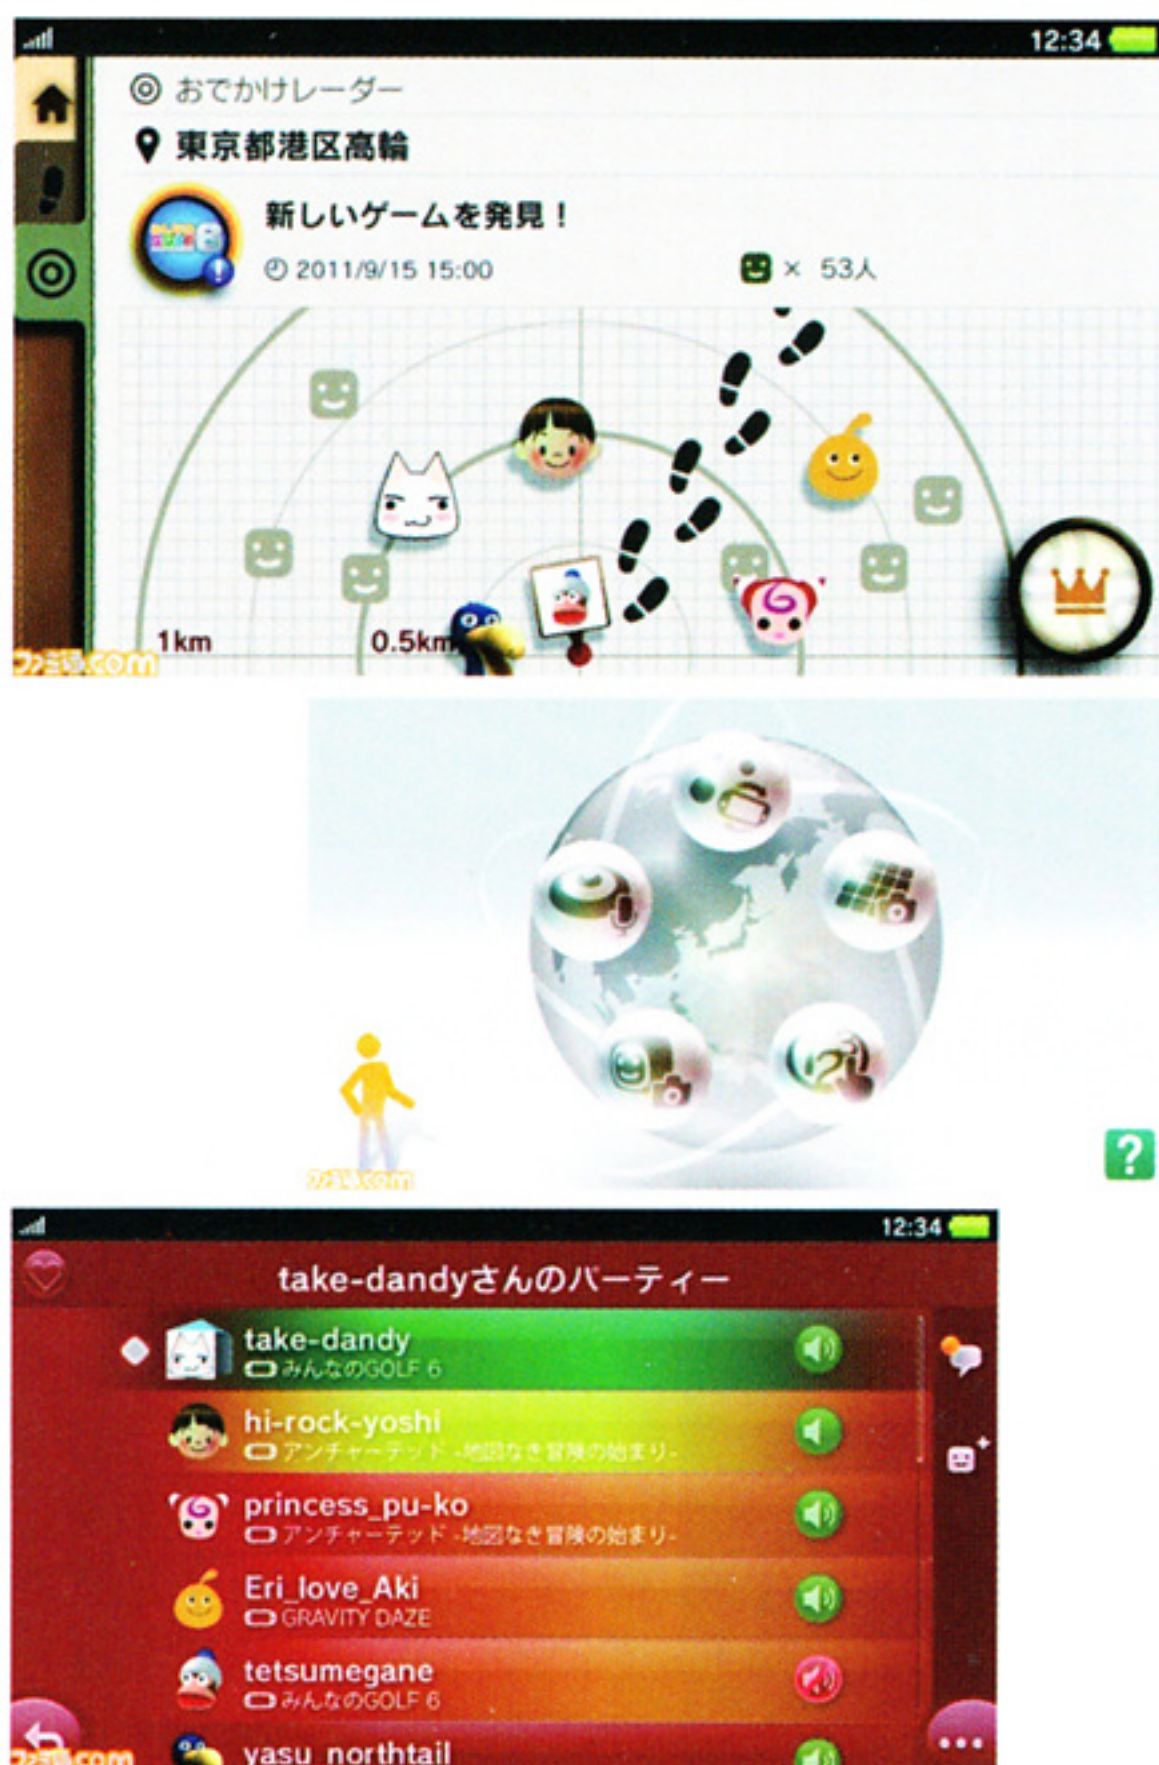 12:34
おでかけレーダー
東京都港区高輪
新しいゲームを発見！
2011/9/15 15:00
× 53人
1km
0.5km
ファミ通.com
?
ファミ通.com
12:34
take-dandyさんのパーティー
take-dandy
みんなのGOLF 6
hi-rock-yoshi
アンチャーテッド -地図なき冒険の始まり-
princess_pu-ko
アンチャーテッド -地図なき冒険の始まり-
Eri_love_Aki
GRAVITY DAZE
tetsumegane
みんなのGOLF 6
yasu_northtail
ファミ通.com